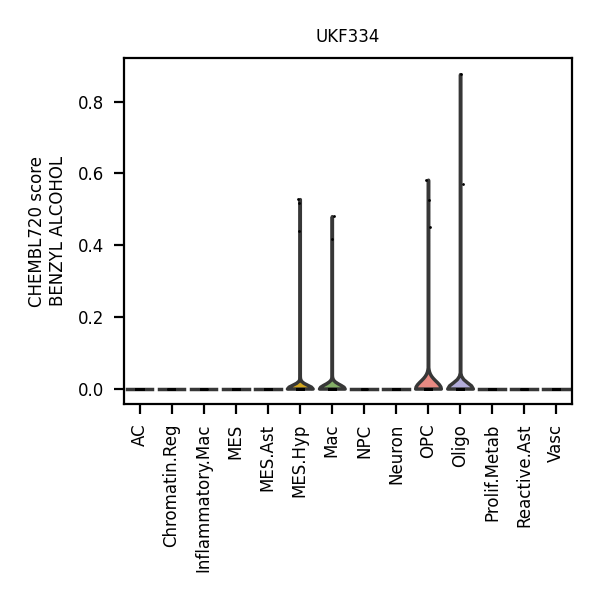 UKF334
CHEMBL720 score
BENZYL ALCOHOL
0.8
0.6
0.4
0.2
0.0
AC
Chromatin.Reg
Inflammatory.Mac
MES
MES.Ast
MES.Hyp
Mac
NPC
Neuron
OPC
Oligo
Prolif.Metab
Reactive.Ast
Vasc